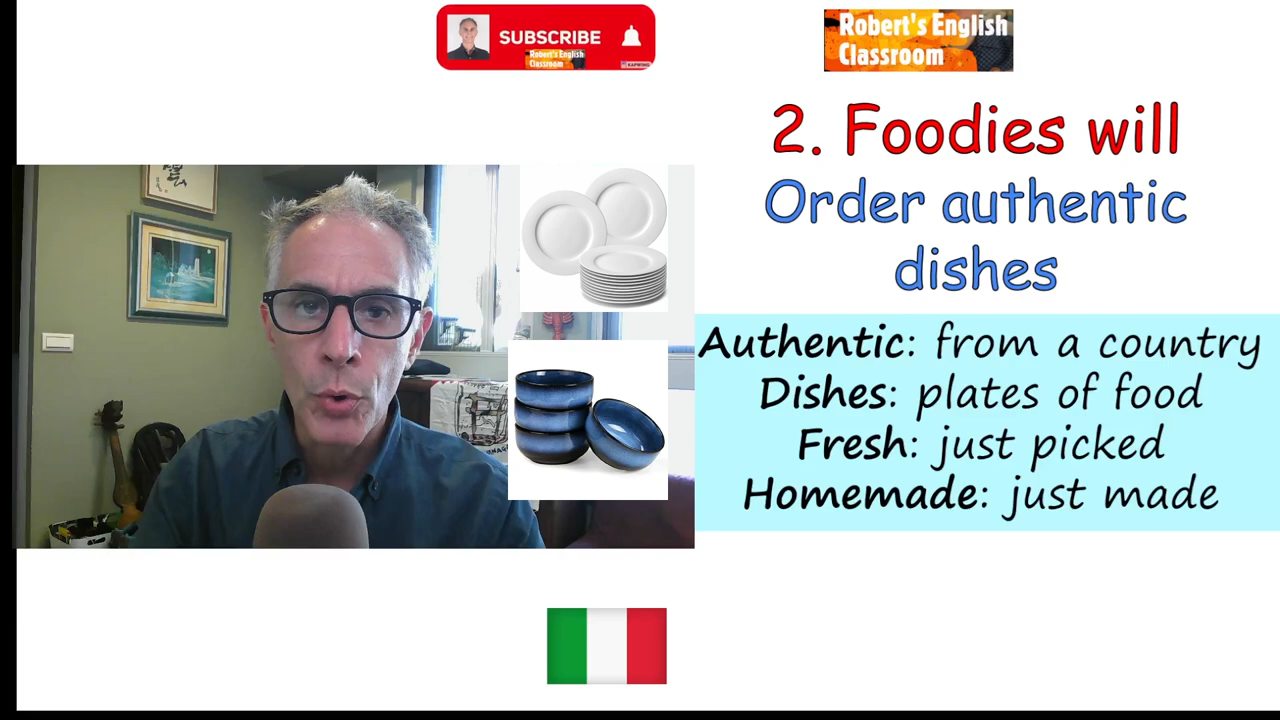 SUBSCRIBE
Robert's English
Classroom
KAPWING
Robert's English
Classroom
2. Foodies will
Order authentic
dishes
Authentic: from a country
Dishes: plates of food
Fresh: just picked
Homemade: just made